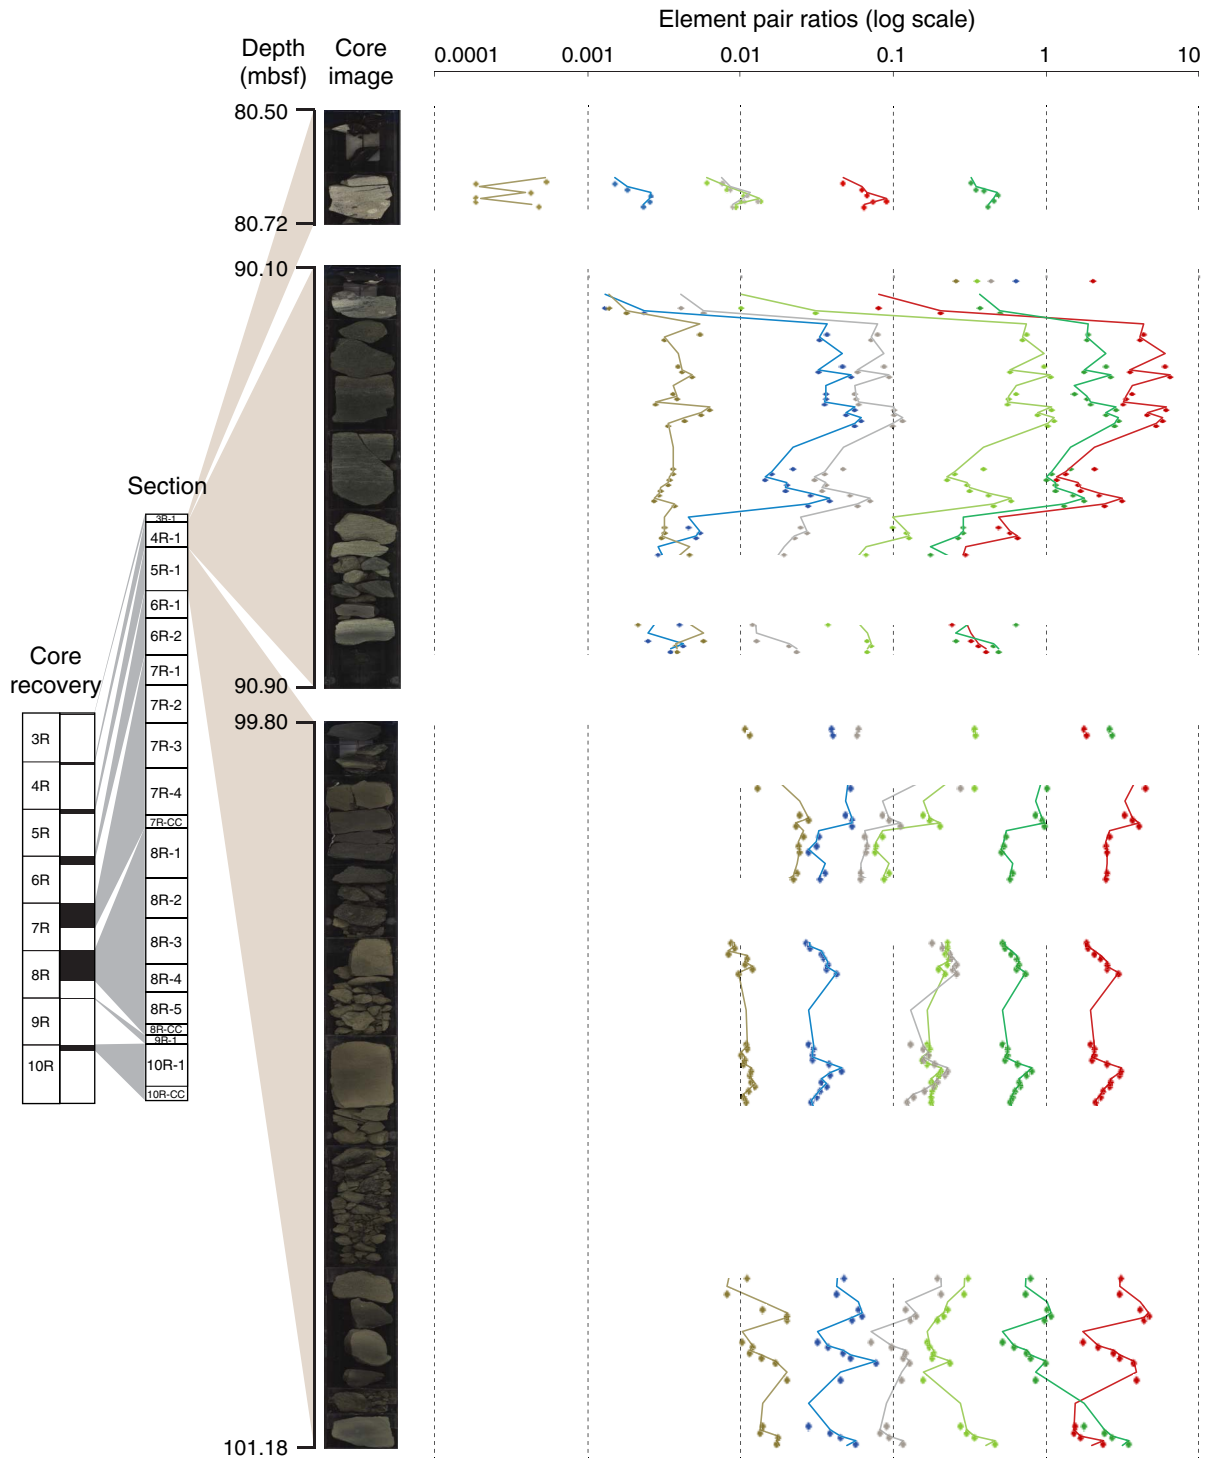 Element pair ratios (log scale)
Depth
(mbsf)
Core
image
0.0001
0.001
0.01
0.1
1
10
80.50
80.72
90.10
90.90
99.80
101.18
Section
3R-1
4R-1
5R-1
6R-1
6R-2
7R-1
7R-2
7R-3
7R-4
7R-CC
8R-1
8R-2
8R-3
8R-4
8R-5
8R-CC
9R-1
10R-1
10R-CC
Core
recovery
3R
4R
5R
6R
7R
8R
9R
10R